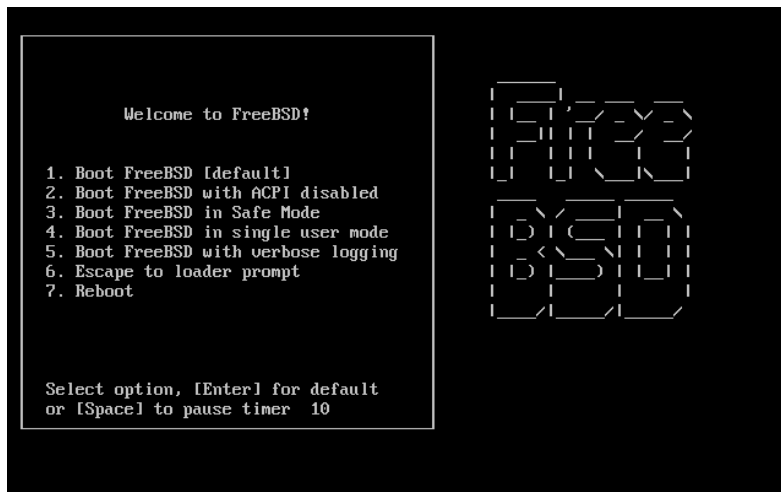 Welcome to FreeBSD!
1. Boot FreeBSD [default]
2. Boot FreeBSD with ACPI disabled
3. Boot FreeBSD in Safe Mode
4. Boot FreeBSD in single user mode
5. Boot FreeBSD with verbose logging
6. Escape to loader prompt
7. Reboot
Select option, [Enter] for default
or [Space] to pause timer  10
Free
BSD